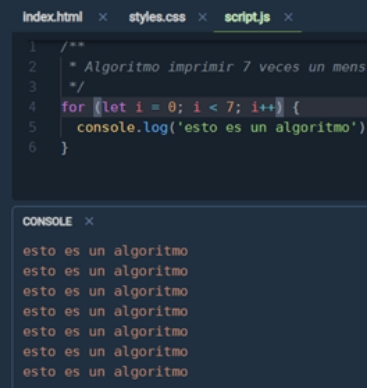 index.html × styles.css × script.js ×
1 /**
2 * Algoritmo imprimir 7 veces un mens
3 */
4 for (let i = 0; i < 7; i++) {
5 console.log('esto es un algoritmo')
6 }
CONSOLE ×
esto es un algoritmo
esto es un algoritmo
esto es un algoritmo
esto es un algoritmo
esto es un algoritmo
esto es un algoritmo
esto es un algoritmo